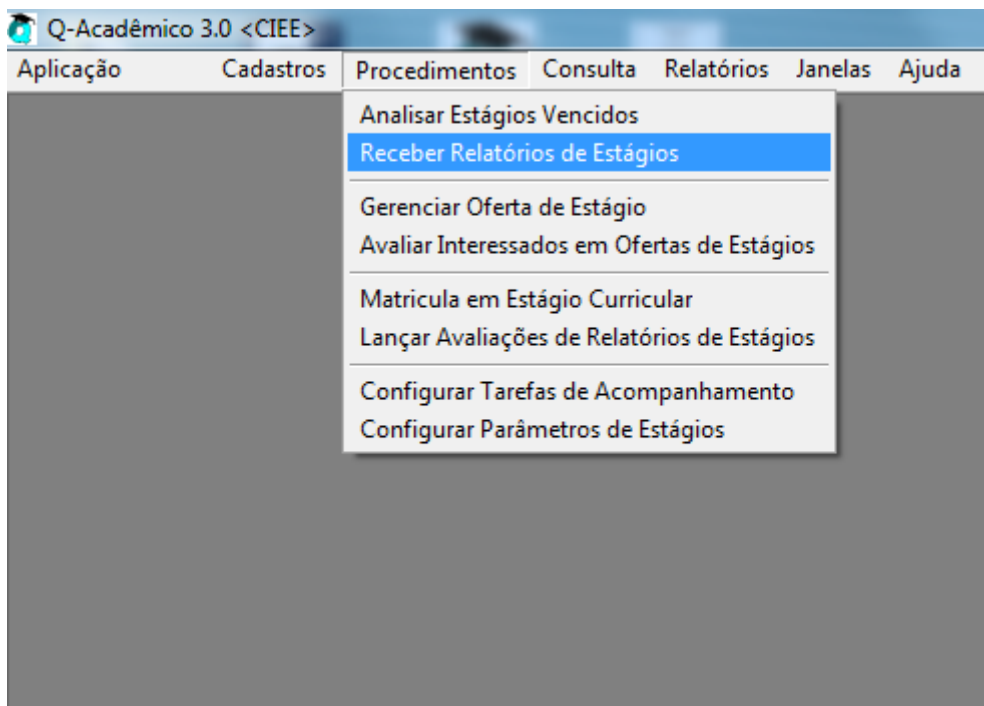 Q-Acadêmico 3.0 <CIEE>
Aplicação Cadastros Procedimentos Consulta Relatórios Janelas Ajuda
Analisar Estágios Vencidos
Receber Relatórios de Estágios
Gerenciar Oferta de Estágio
Avaliar Interessados em Ofertas de Estágios
Matricula em Estágio Curricular
Lançar Avaliações de Relatórios de Estágios
Configurar Tarefas de Acompanhamento
Configurar Parâmetros de Estágios